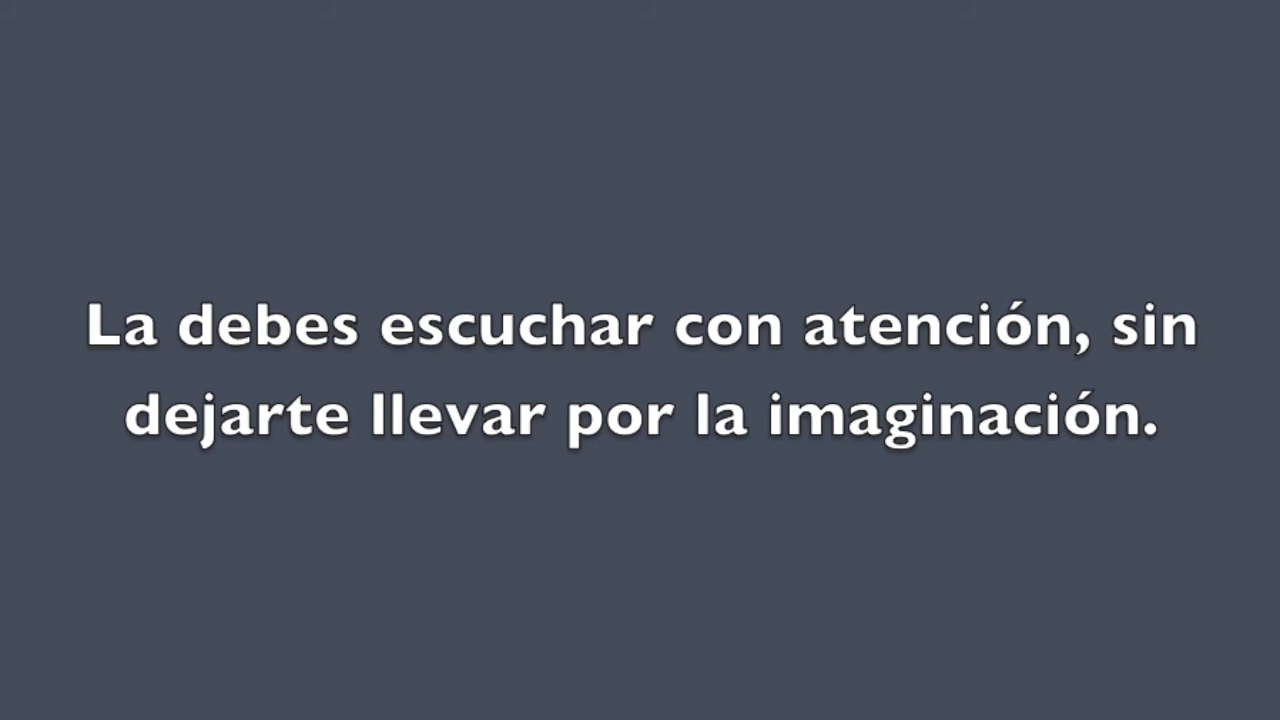 La debes escuchar con atención, sin
dejarte llevar por la imaginación.